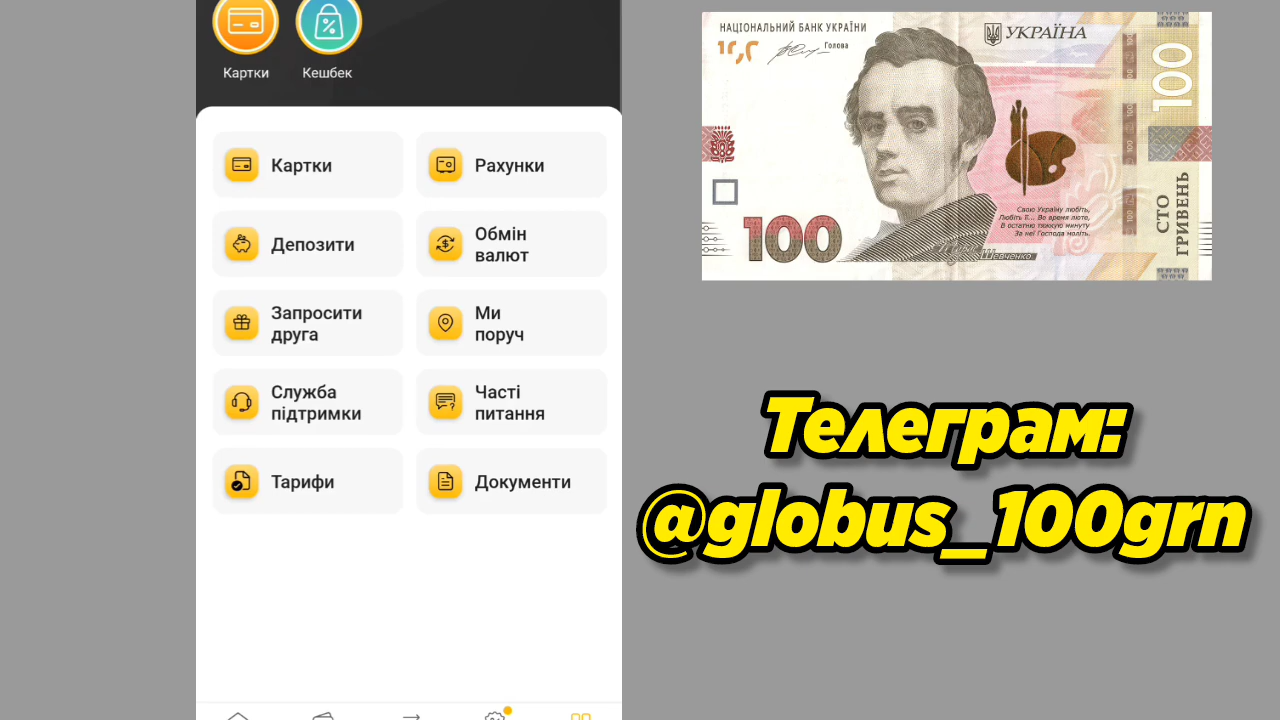 Картки
Кешбек
Картки
Рахунки
Депозити
Обмін
валют
Запросити
друга
Ми
поруч
Служба
підтримки
Часті
питання
Тарифи
Документи
НАЦІОНАЛЬНИЙ БАНК УКРАЇНИ
Голова
УКРАЇНА
100
100
Свою Україну любіть,
Любіть її... Во время люте,
В остатню тяжкую минуту
За неї Господа моліть.
Шевченко
СТО
ГРИВЕНЬ
Телеграм:
@globus_100grn